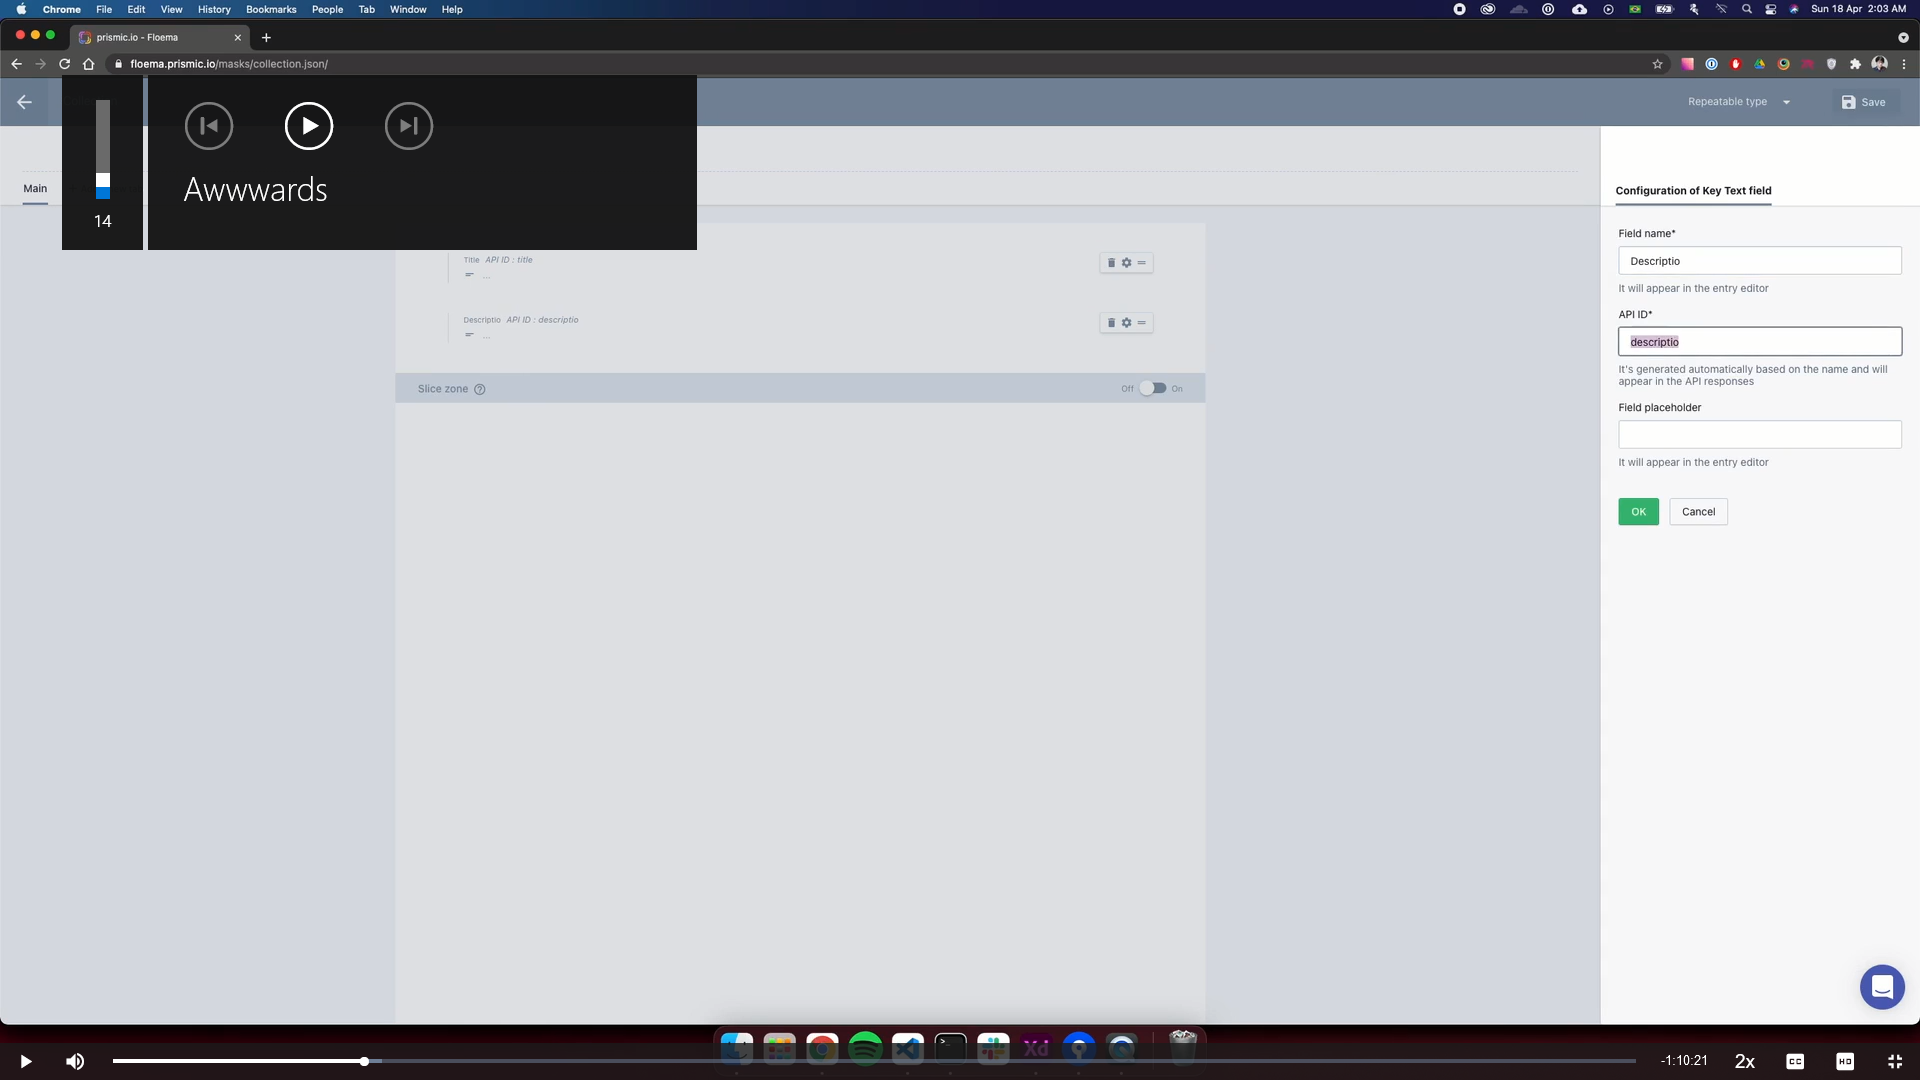 Chrome File Edit View History Bookmarks People Tab Window Help
Sun 18 Apr 2:03 AM
prismic.io - Floema
floema.prismic.io/masks/collection.json/
Repeatable type
Save
14
Awwwards
Main
Configuration of Key Text field
Field name*
Descriptio
It will appear in the entry editor
API ID*
descriptio
It's generated automatically based on the name and will
appear in the API responses
Field placeholder
It will appear in the entry editor
OK
Cancel
Title API ID : title
...
Descriptio API ID : descriptio
...
Slice zone
Off
On
Xd
-1:10:21
2x
CC
HD